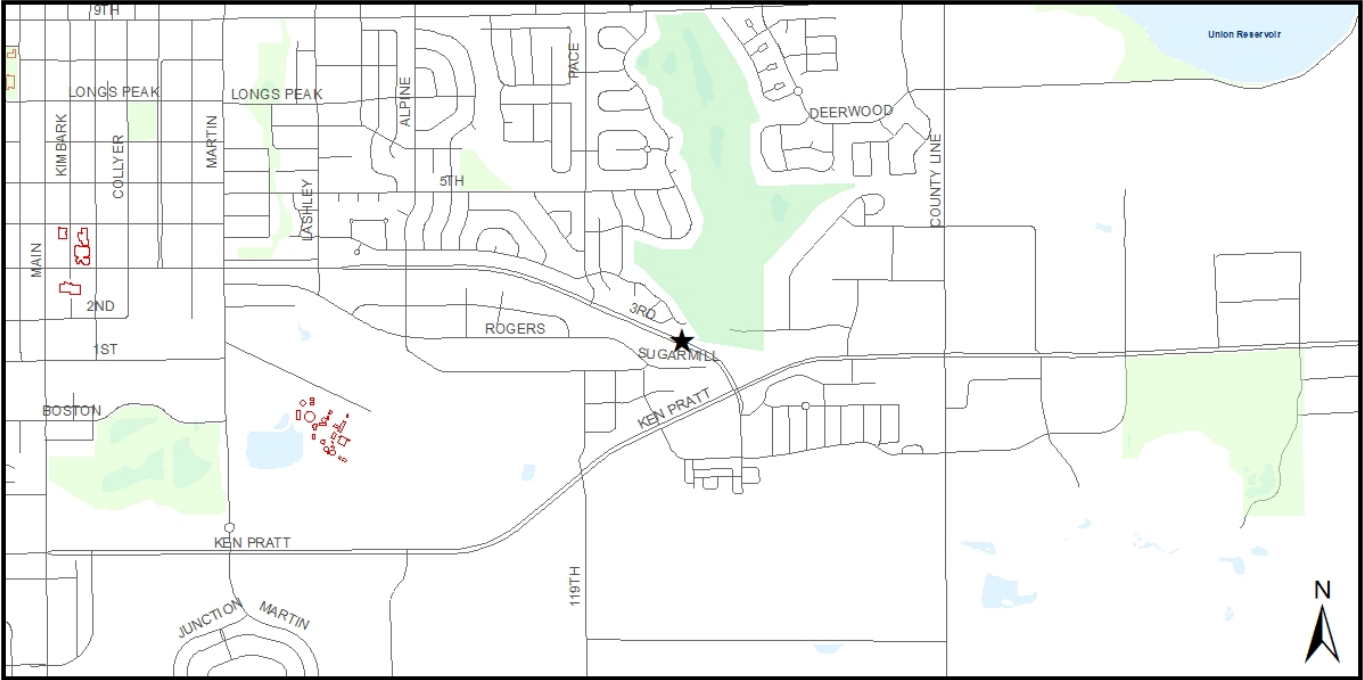 9TH
Union Reservoir
PACE
LONGS PEAK
LONGS PEAK
ALPINE
DEERWOOD
KIMBARK
COLLYER
MARTIN
COUNTY LINE
5TH
LASHLEY
MAIN
2ND
3RD
ROGERS
1ST
SUGARMILL
BOSTON
KEN PRATT
KEN PRATT
119TH
N
JUNCTION
MARTIN